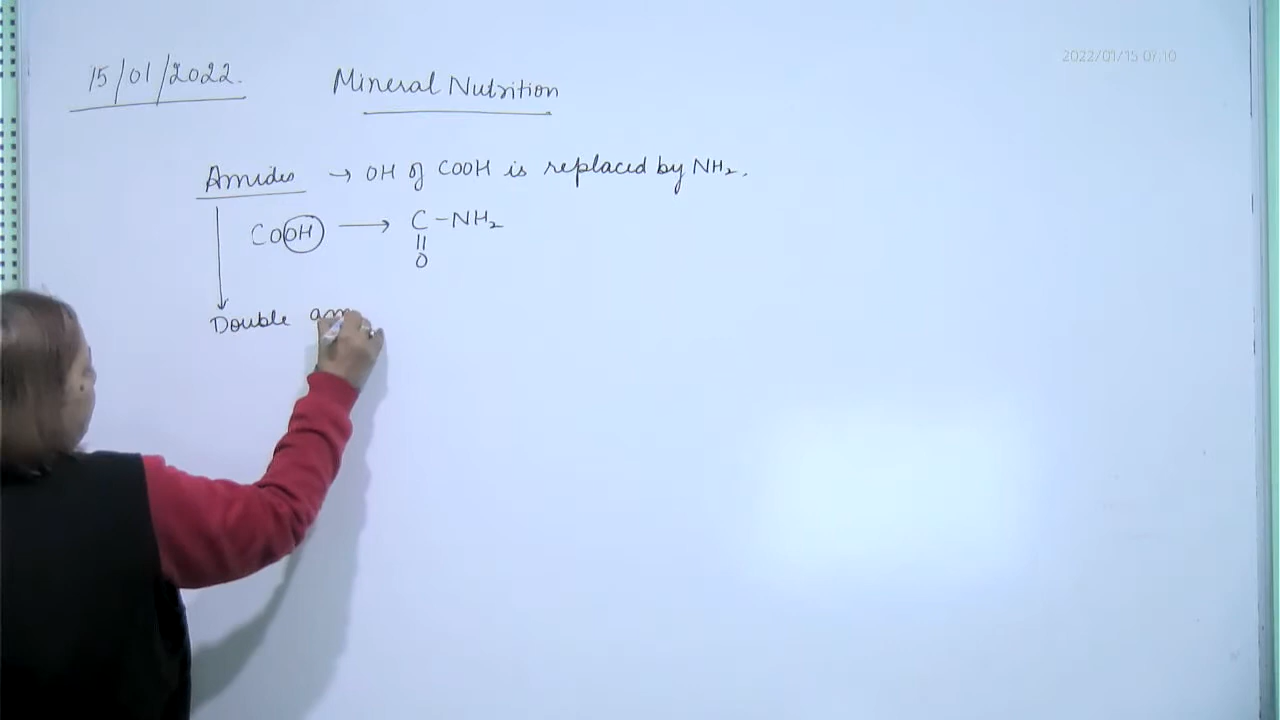 2022/01/15 07:10
15/01/2022.
Mineral Nutrition
Amides → OH of COOH is replaced by NH₂.
COOH → C-NH₂
||
O
Double am